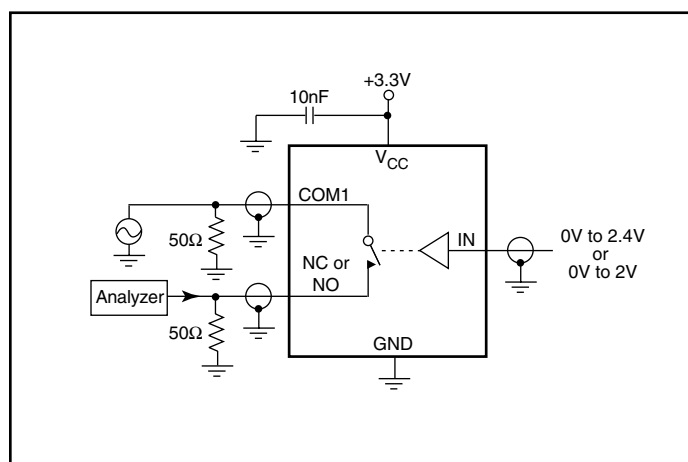 +3.3V
10nF
VCC
COM1
50Ω
NC or
NO
IN
0V to 2.4V
or
0V to 2V
Analyzer
50Ω
GND